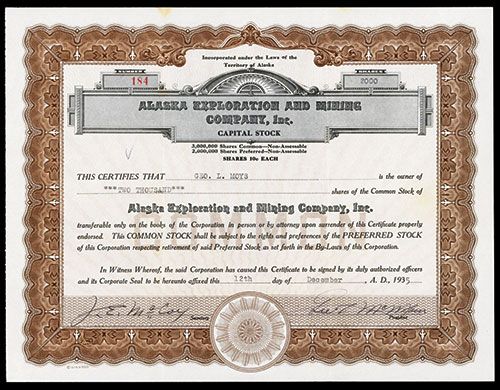 Incorporated under the Laws of the
Territory of Alaska
NUMBER
184
SHARES
2000
ALASKA EXPLORATION AND MINING
COMPANY, Inc.
CAPITAL STOCK
3,000,000 Shares Common—Non-Assessable
2,000,000 Shares Preferred—Non-Assessable
SHARES 10c EACH
THIS CERTIFIES THAT GEO. L. MOYS is the owner of
***TWO THOUSAND*** shares of the Common Stock of
Alaska Exploration and Mining Company, Inc.
transferable only on the books of the Corporation in person or by attorney upon surrender of this Certificate properly
endorsed. This COMMON STOCK shall be subject to the rights and preferences of the PREFERRED STOCK
of this Corporation respecting retirement of said Preferred Stock as set forth in the By-Laws of this Corporation.
In Witness Whereof, the said Corporation has caused this Certificate to be signed by its duly authorized officers
and its Corporate Seal to be hereunto affixed this 12th day of December, A. D., 1935.
J. E. McCoy
Secretary
President